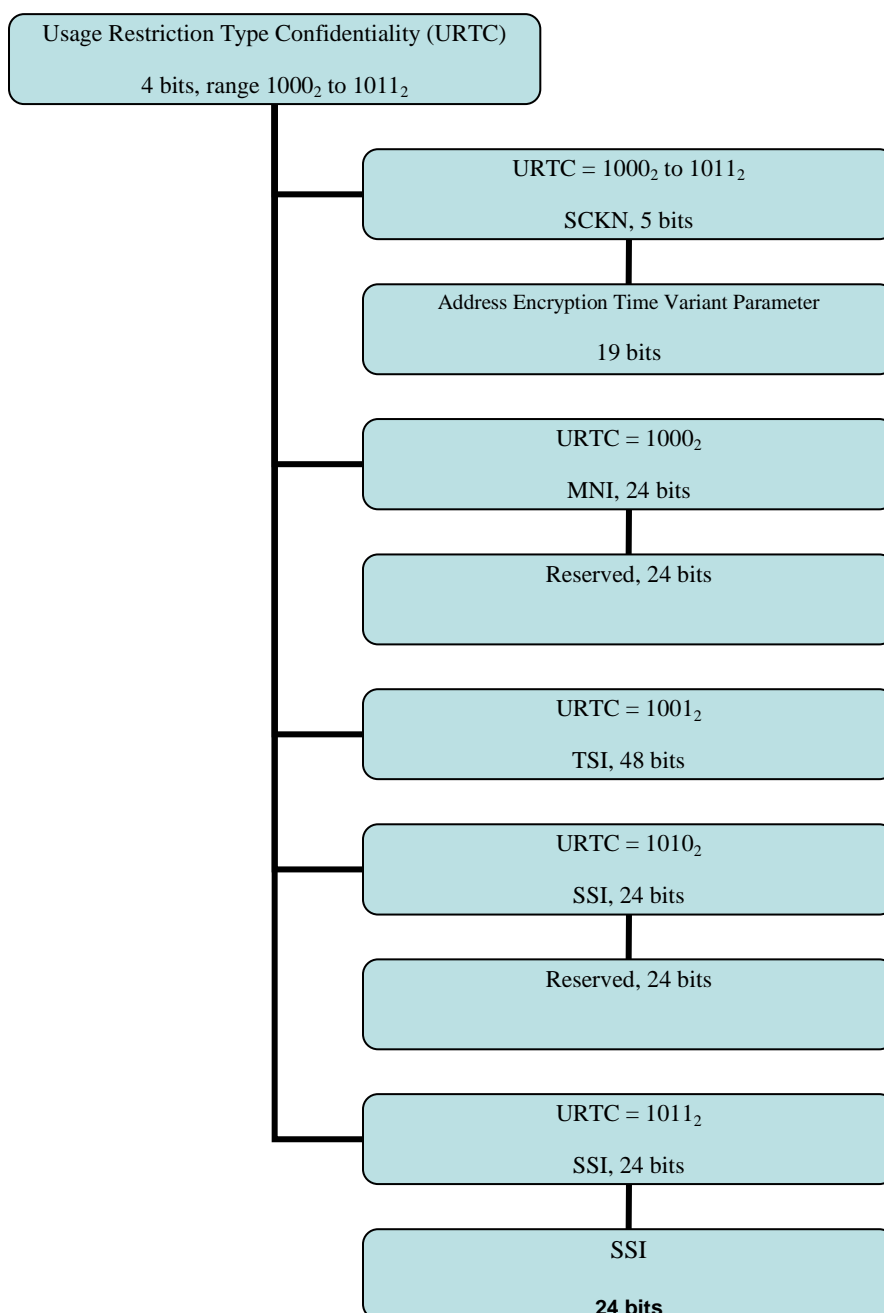 Usage Restriction Type Confidentiality (URTC)
4 bits, range 1000₂ to 1011₂
URTC = 1000₂ to 1011₂
SCKN, 5 bits
Address Encryption Time Variant Parameter
19 bits
URTC = 1000₂
MNI, 24 bits
Reserved, 24 bits
URTC = 1001₂
TSI, 48 bits
URTC = 1010₂
SSI, 24 bits
Reserved, 24 bits
URTC = 1011₂
SSI, 24 bits
SSI
24 bits